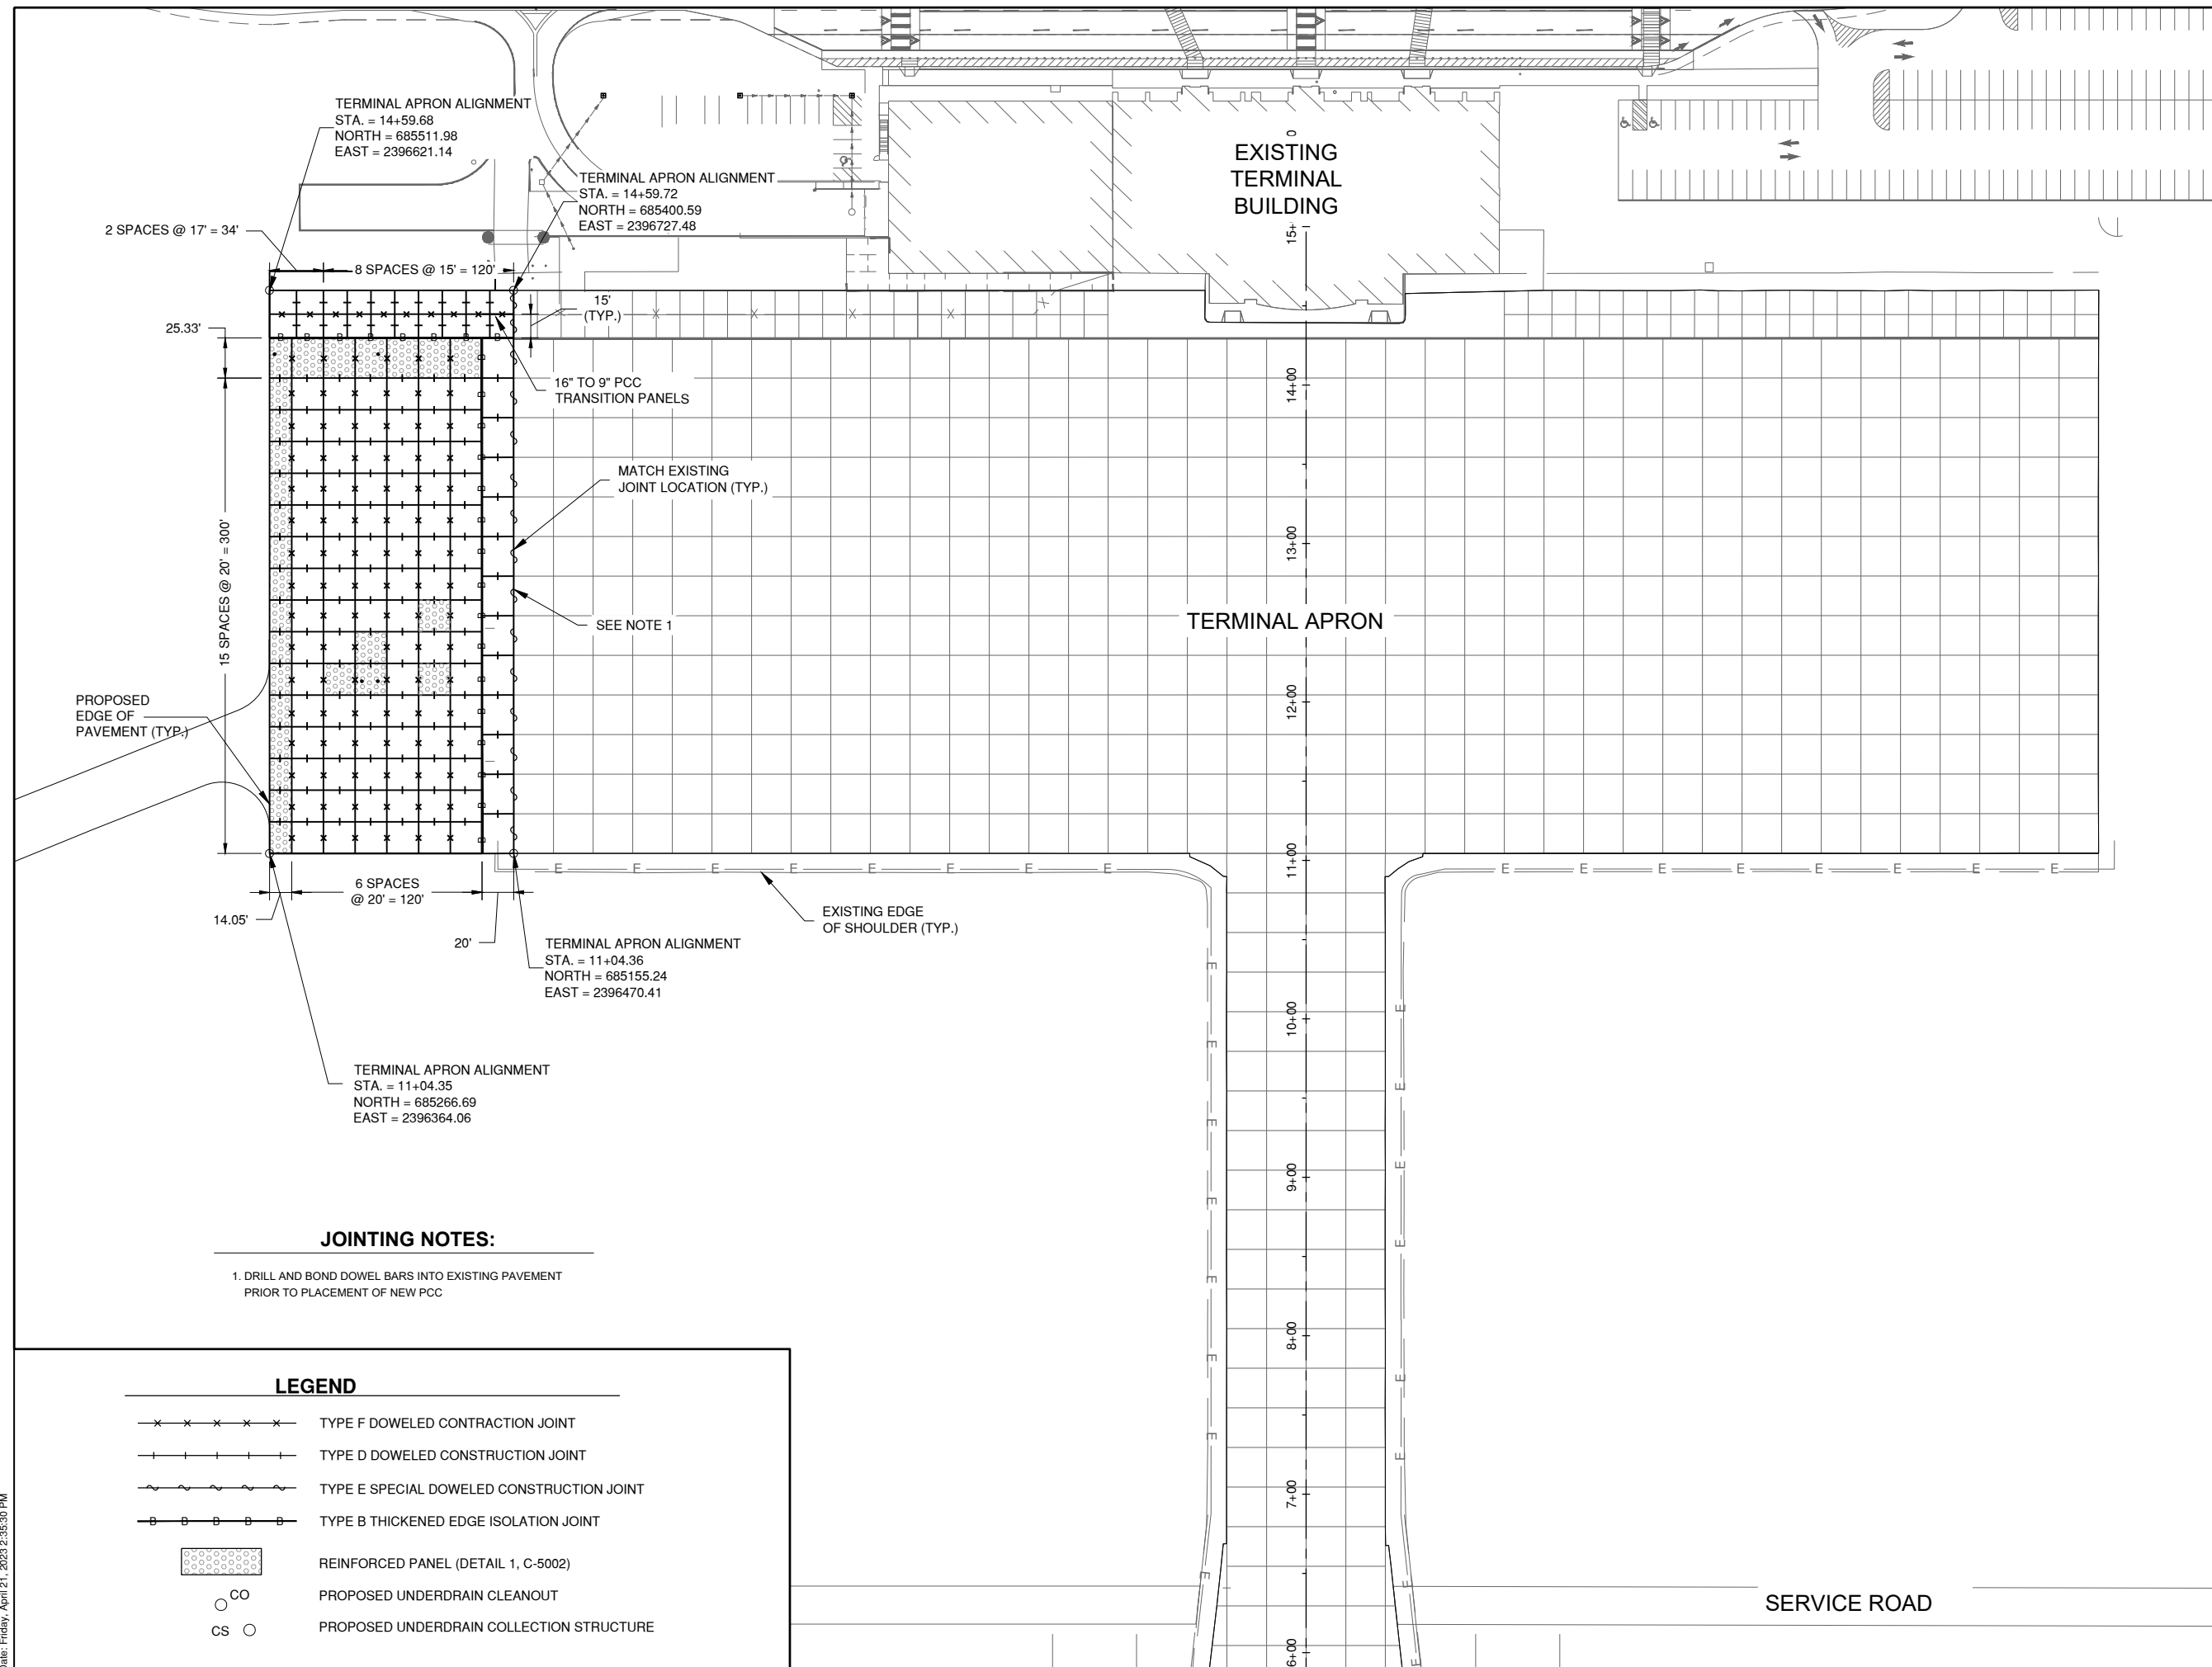 TERMINAL APRON ALIGNMENT
STA. = 14+59.68
NORTH = 685511.98
EAST = 2396621.14
TERMINAL APRON ALIGNMENT
STA. = 14+59.72
NORTH = 685400.59
EAST = 2396727.48
EXISTING
TERMINAL
BUILDING
0
15+
2 SPACES @ 17' = 34'
8 SPACES @ 15' = 120'
15'
(TYP.)
25.33'
16" TO 9" PCC
TRANSITION PANELS
14+00
MATCH EXISTING
JOINT LOCATION (TYP.)
13+00
15 SPACES @ 20' = 300'
SEE NOTE 1
TERMINAL APRON
PROPOSED
EDGE OF
PAVEMENT (TYP.)
12+00
11+00
6 SPACES
@ 20' = 120'
14.05'
20'
EXISTING EDGE
OF SHOULDER (TYP.)
TERMINAL APRON ALIGNMENT
STA. = 11+04.36
NORTH = 685155.24
EAST = 2396470.41
10+00
TERMINAL APRON ALIGNMENT
STA. = 11+04.35
NORTH = 685266.69
EAST = 2396364.06
9+00
JOINTING NOTES:
1. DRILL AND BOND DOWEL BARS INTO EXISTING PAVEMENT
PRIOR TO PLACEMENT OF NEW PCC
8+00
7+00
6+00
SERVICE ROAD
LEGEND
TYPE F DOWELED CONTRACTION JOINT
TYPE D DOWELED CONSTRUCTION JOINT
TYPE E SPECIAL DOWELED CONSTRUCTION JOINT
B B B B B TYPE B THICKENED EDGE ISOLATION JOINT
REINFORCED PANEL (DETAIL 1, C-5002)
CO PROPOSED UNDERDRAIN CLEANOUT
CS PROPOSED UNDERDRAIN COLLECTION STRUCTURE
Date: Friday, April 21, 2023 2:35:30 PM